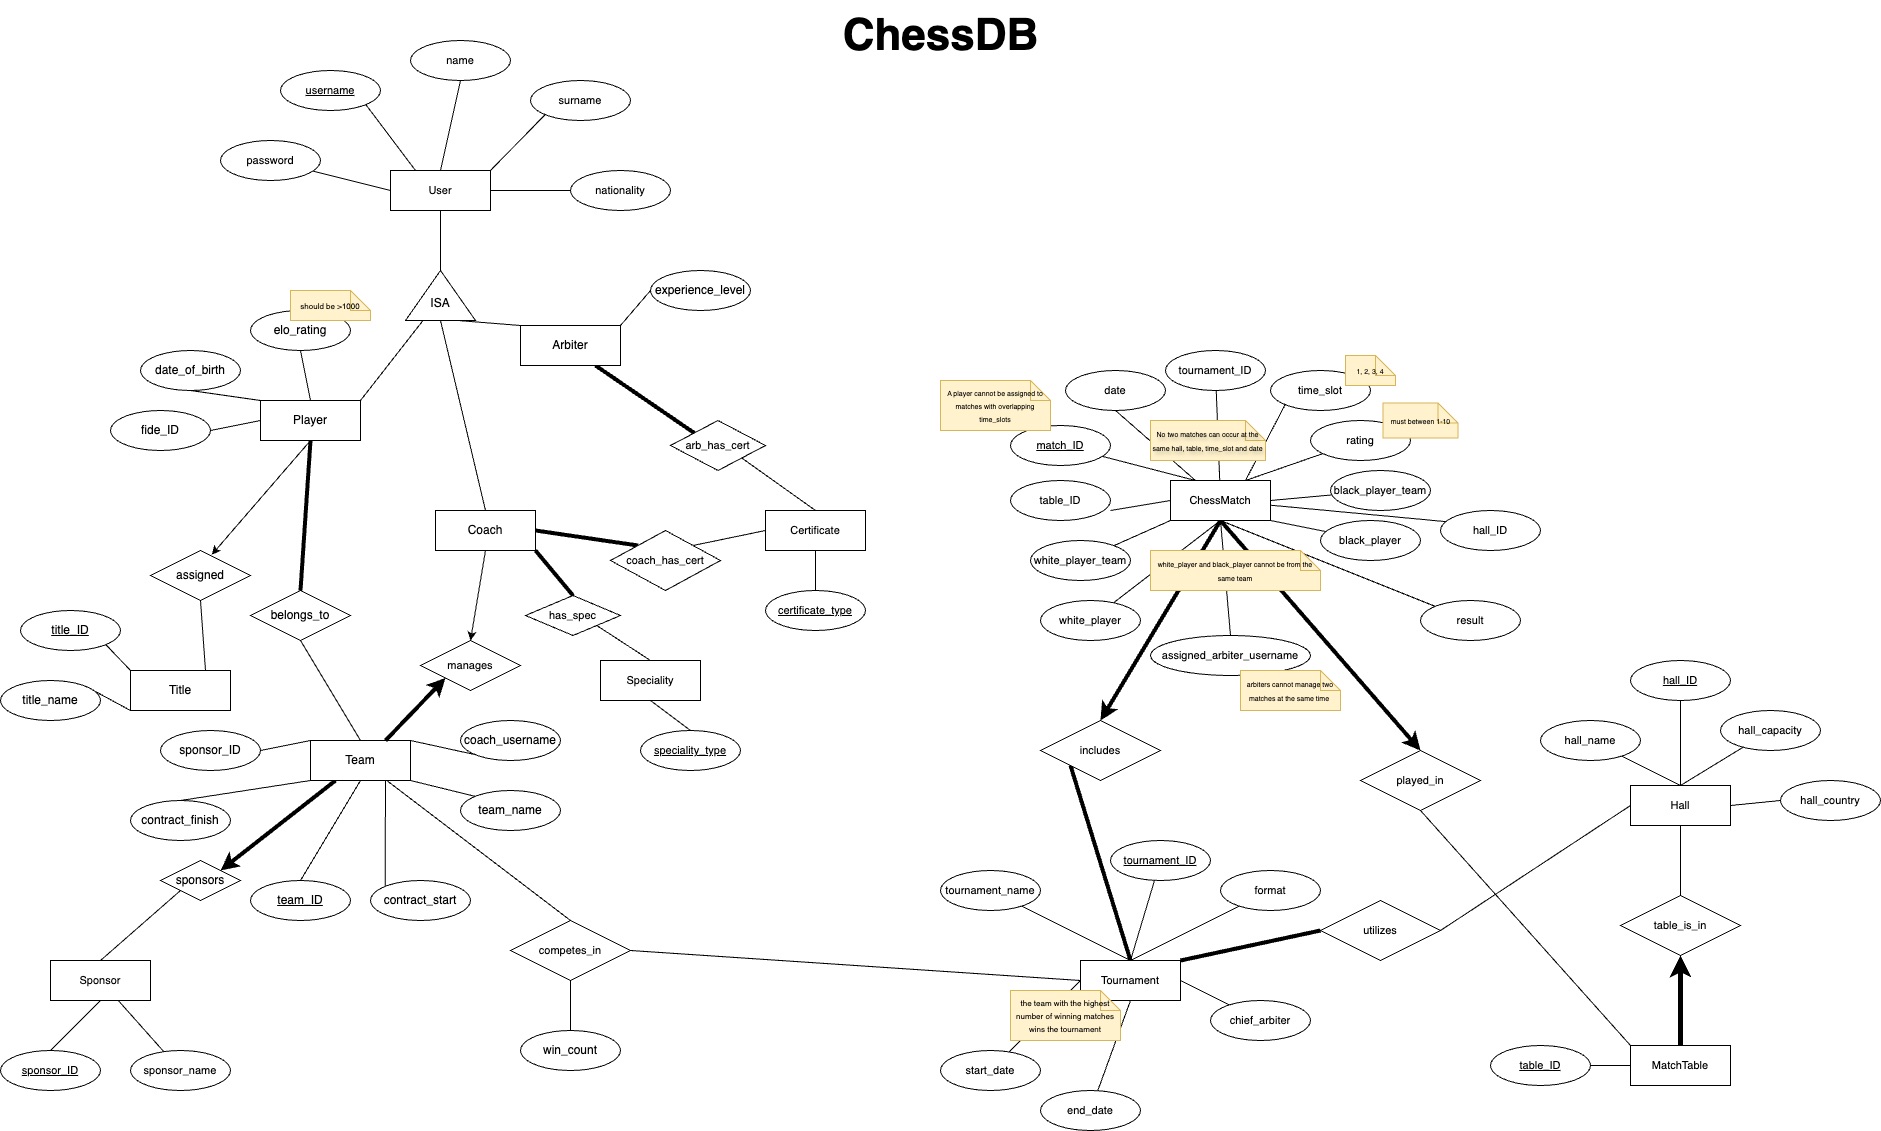 ChessDB
name
username
surname
password
User
nationality
ISA
experience_level
should be >1000
elo_rating
Arbiter
date_of_birth
Player
fide_ID
arb_has_cert
Coach
Certificate
coach_has_cert
assigned
belongs_to
has_spec
certificate_type
title_ID
manages
Title
title_name
Speciality
sponsor_ID
coach_username
speciality_type
Team
contract_finish
team_name
sponsors
team_ID
contract_start
competes_in
Sponsor
win_count
sponsor_ID
sponsor_name
A player cannot be assigned to
matches with overlapping
time_slots
date
tournament_ID
time_slot
1, 2, 3, 4
match_ID
No two matches can occur at the
same hall, table, time_slot and date
rating
must between 1-10
table_ID
ChessMatch
black_player_team
hall_ID
white_player_team
black_player
white_player and black_player cannot be from the
same team
white_player
result
assigned_arbiter_username
arbiters cannot manage two
matches at the same time
includes
played_in
hall_ID
hall_name
hall_capacity
Hall
hall_country
tournament_name
tournament_ID
format
utilizes
table_is_in
Tournament
the team with the highest
number of winning matches
wins the tournament
chief_arbiter
start_date
end_date
table_ID
MatchTable